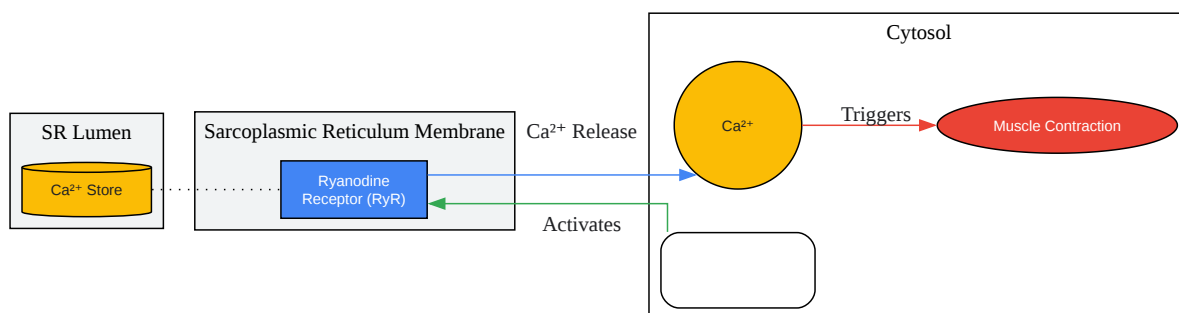 Cytosol
SR Lumen
Sarcoplasmic Reticulum Membrane
Ca²⁺ Release
Ca²⁺
Triggers
Muscle Contraction
Ca²⁺ Store
Ryanodine
Receptor (RyR)
Activates